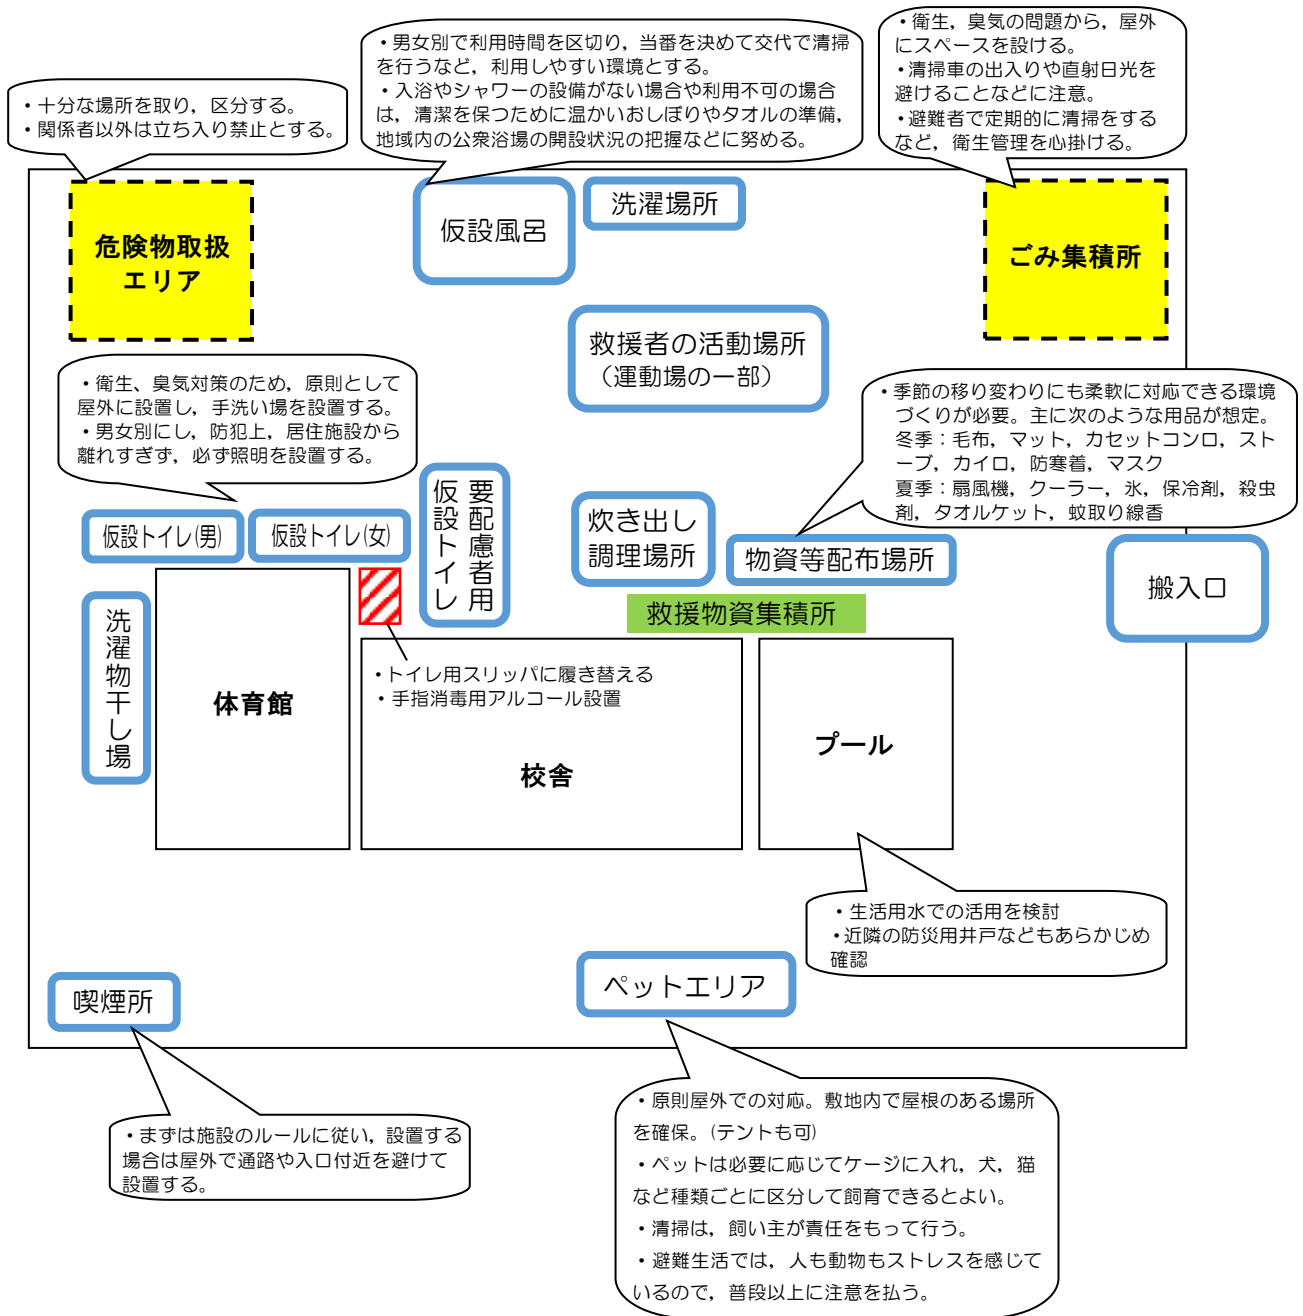 ・衛生，臭気の問題から，屋外
にスペースを設ける。
・清掃車の出入りや直射日光を
避けることなどに注意。
・避難者で定期的に清掃をする
など，衛生管理を心掛ける。
・男女別で利用時間を区切り，当番を決めて交代で清掃
を行うなど，利用しやすい環境とする。
・入浴やシャワーの設備がない場合や利用不可の場合
は，清潔を保つために温かいおしぼりやタオルの準備，
地域内の公衆浴場の開設状況の把握などに努める。
・十分な場所を取り，区分する。
・関係者以外は立ち入り禁止とする。
危険物取扱
エリア
仮設風呂
洗濯場所
ごみ集積所
救援者の活動場所
（運動場の一部）
・衛生、臭気対策のため，原則として
屋外に設置し，手洗い場を設置する。
・男女別にし，防犯上，居住施設から
離れすぎず，必ず照明を設置する。
・季節の移り変わりにも柔軟に対応できる環境
づくりが必要。主に次のような用品が想定。
冬季：毛布，マット，カセットコンロ，スト
ーブ，カイロ，防寒着，マスク
夏季：扇風機，クーラー，氷，保冷剤，殺虫
剤，タオルケット，蚊取り線香
仮設トイレ(男)
仮設トイレ(女)
要配慮者用
仮設トイレ
炊き出し
調理場所
物資等配布場所
搬入口
救援物資集積所
洗濯物干し場
体育館
・トイレ用スリッパに履き替える
・手指消毒用アルコール設置
校舎
プール
・生活用水での活用を検討
・近隣の防災用井戸などもあらかじめ
確認
喫煙所
ペットエリア
・まずは施設のルールに従い，設置する
場合は屋外で通路や入口付近を避けて
設置する。
・原則屋外での対応。敷地内で屋根のある場所
を確保。(テントも可)
・ペットは必要に応じてケージに入れ，犬，猫
など種類ごとに区分して飼育できるとよい。
・清掃は，飼い主が責任をもって行う。
・避難生活では，人も動物もストレスを感じて
いるので，普段以上に注意を払う。